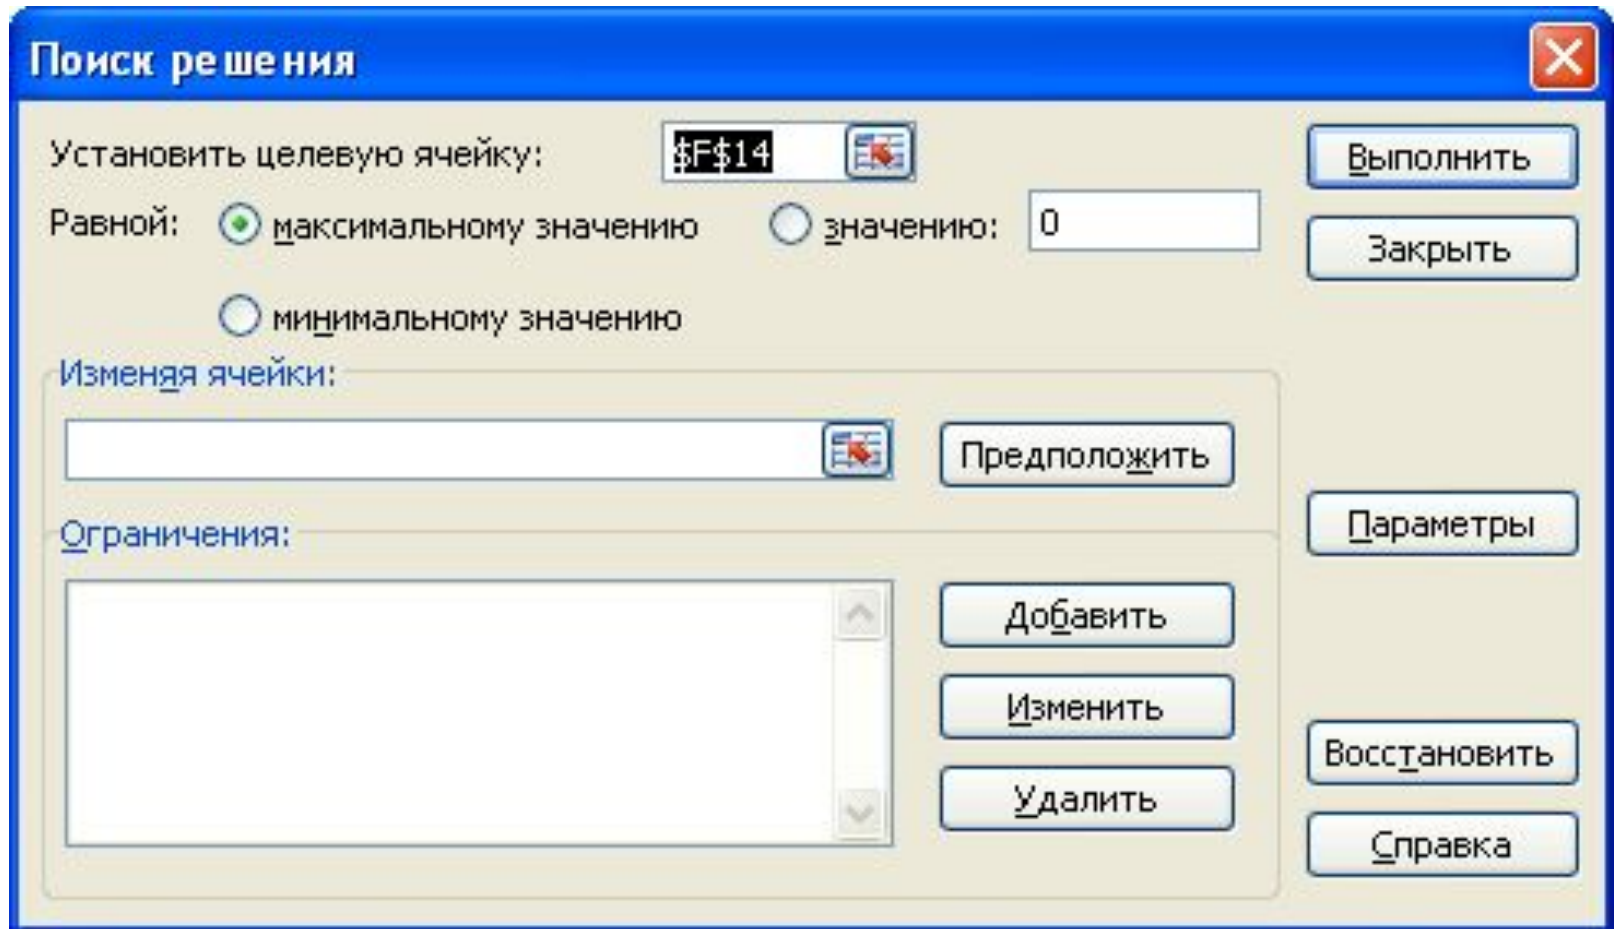 Поиск решения
Установить целевую ячейку: $F$14
Выполнить
Равной: максимальному значению значению: 0
Закрыть
минимальному значению
Изменяя ячейки:
Предположить
Параметры
Ограничения:
Добавить
Изменить
Восстановить
Удалить
Справка